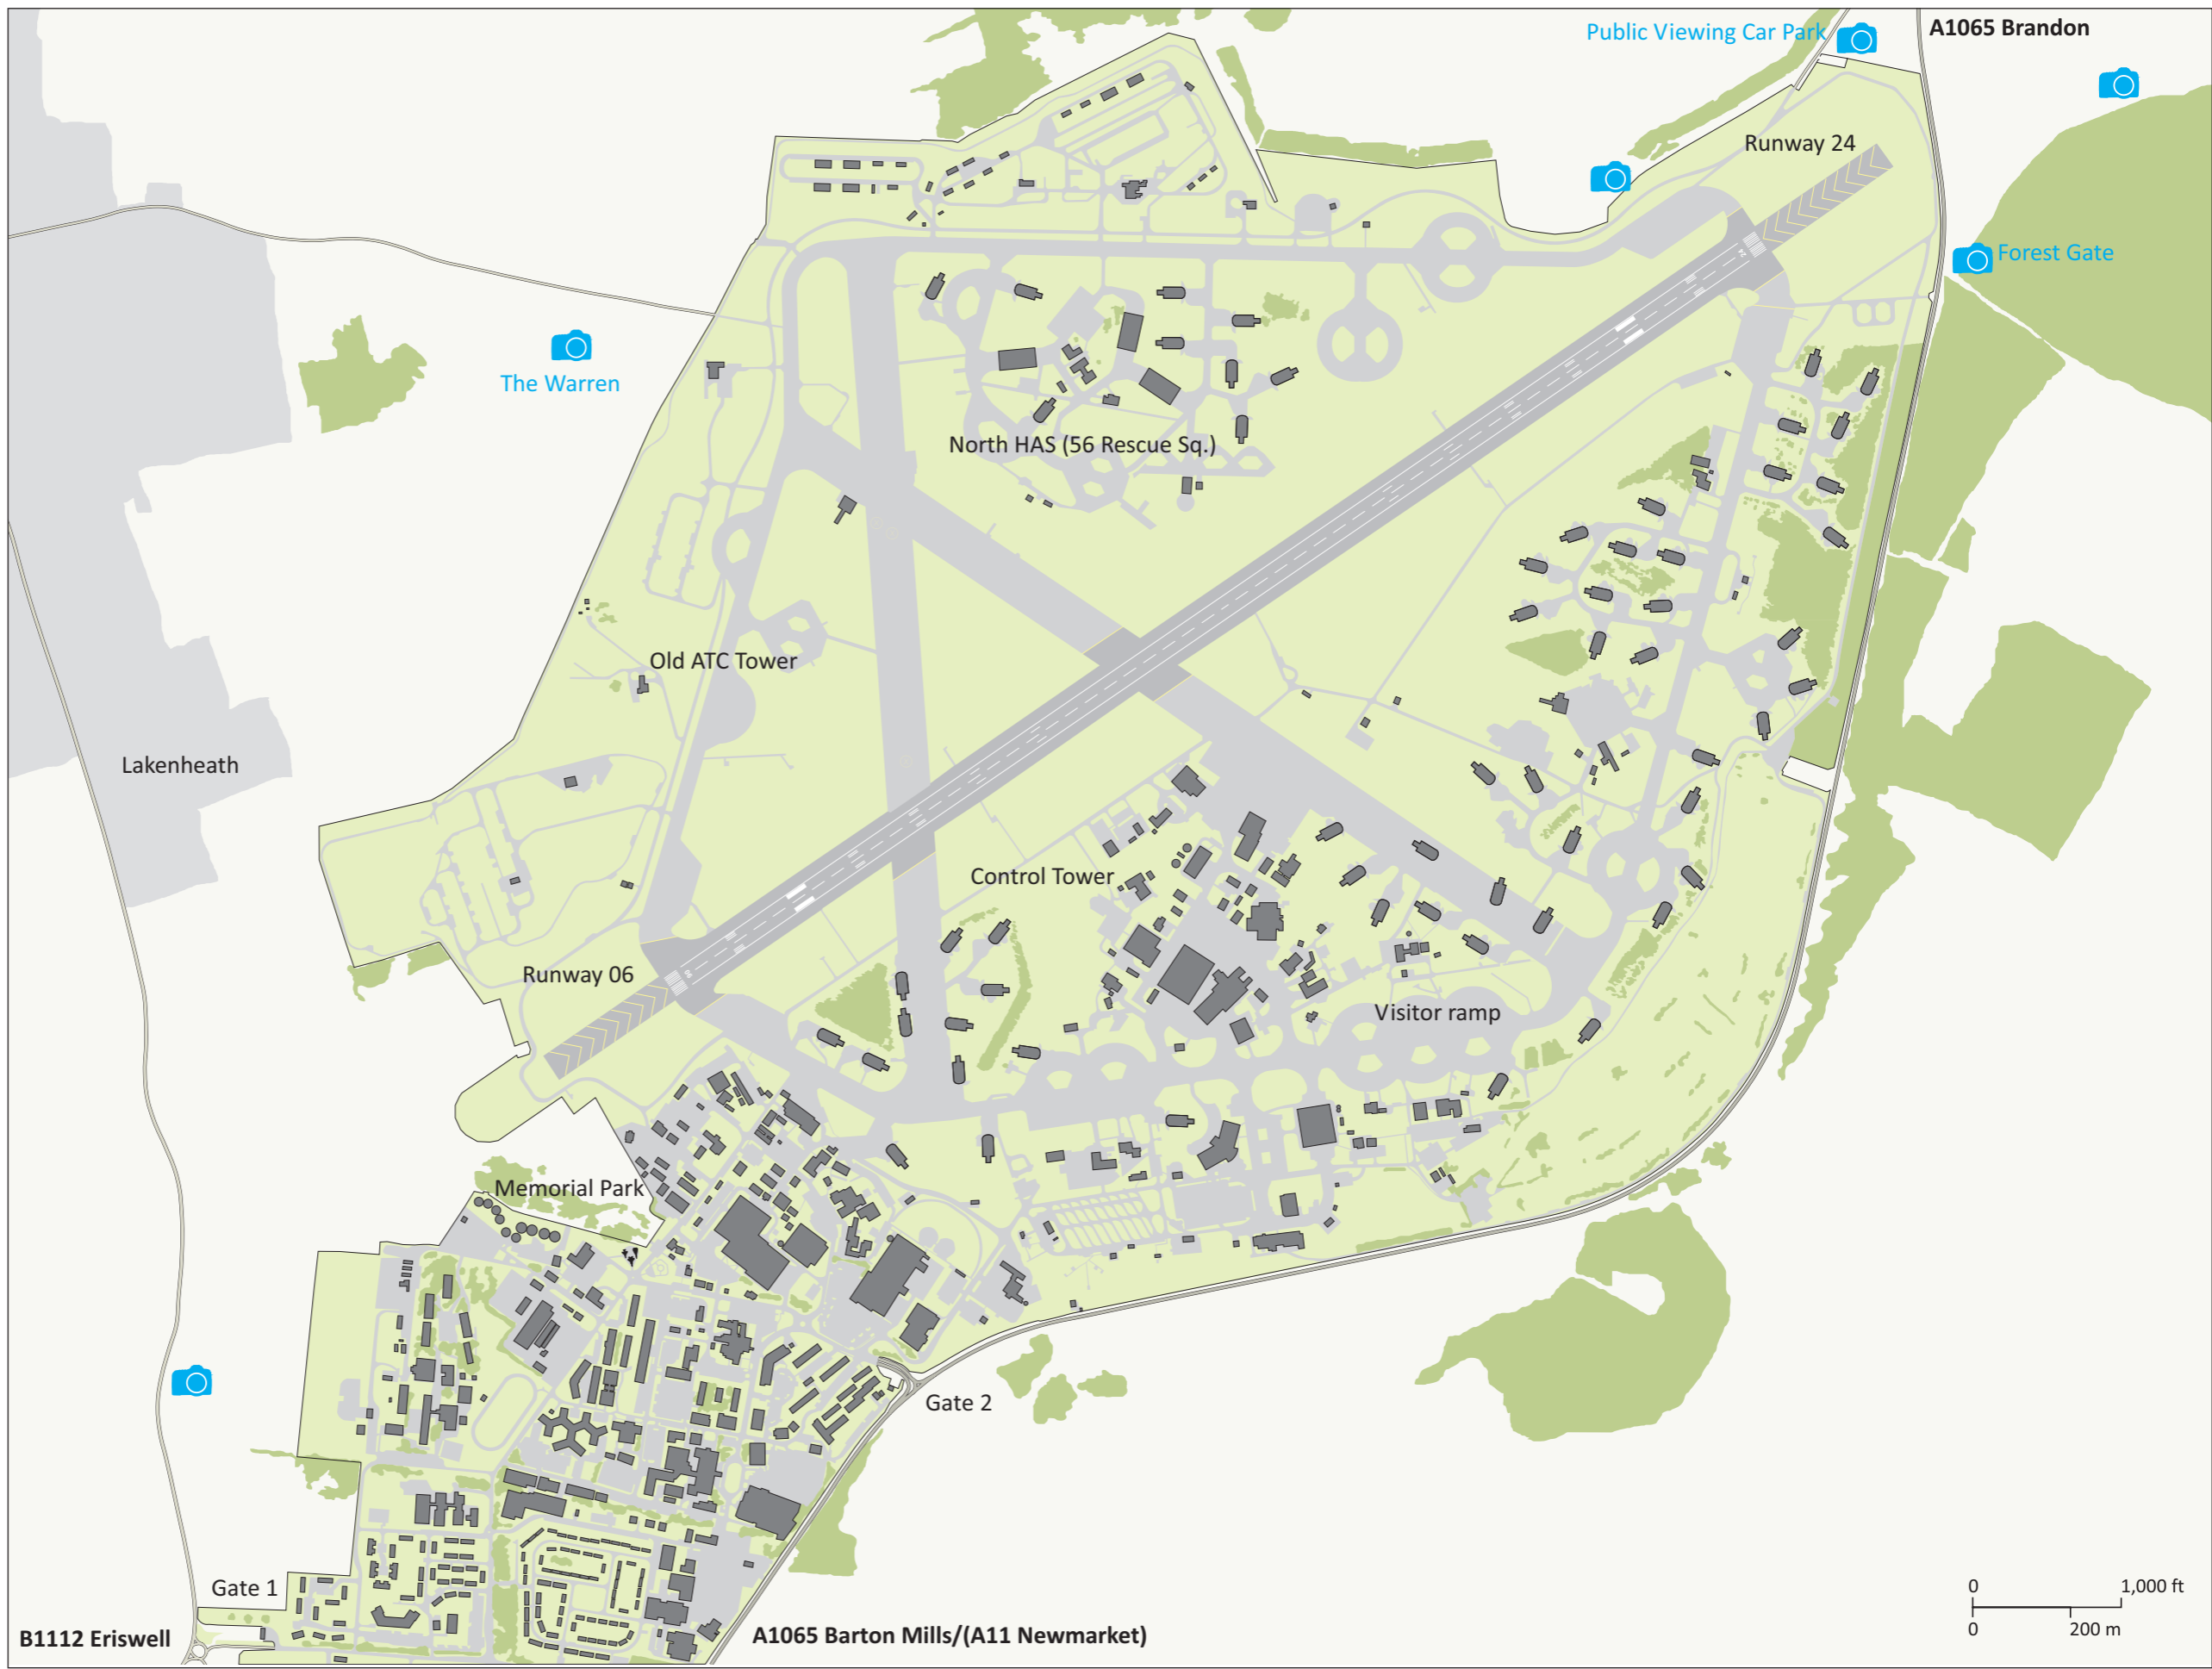 Public Viewing Car Park
A1065 Brandon
Runway 24
Forest Gate
The Warren
North HAS (56 Rescue Sq.)
Old ATC Tower
Lakenheath
Control Tower
Runway 06
Visitor ramp
Memorial Park
Gate 2
Gate 1
0 1,000 ft
0 200 m
B1112 Eriswell
A1065 Barton Mills/(A11 Newmarket)